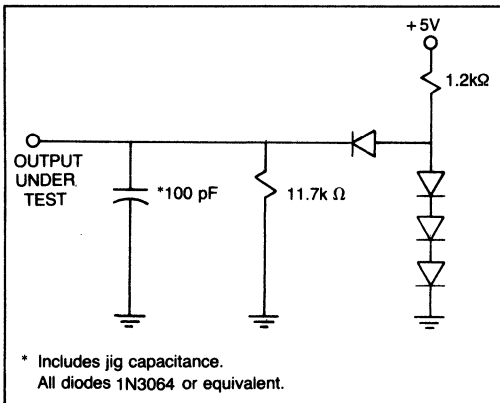 +5V
1.2kΩ
OUTPUT
UNDER
TEST
*100 pF
11.7k Ω
* Includes jig capacitance.
All diodes 1N3064 or equivalent.